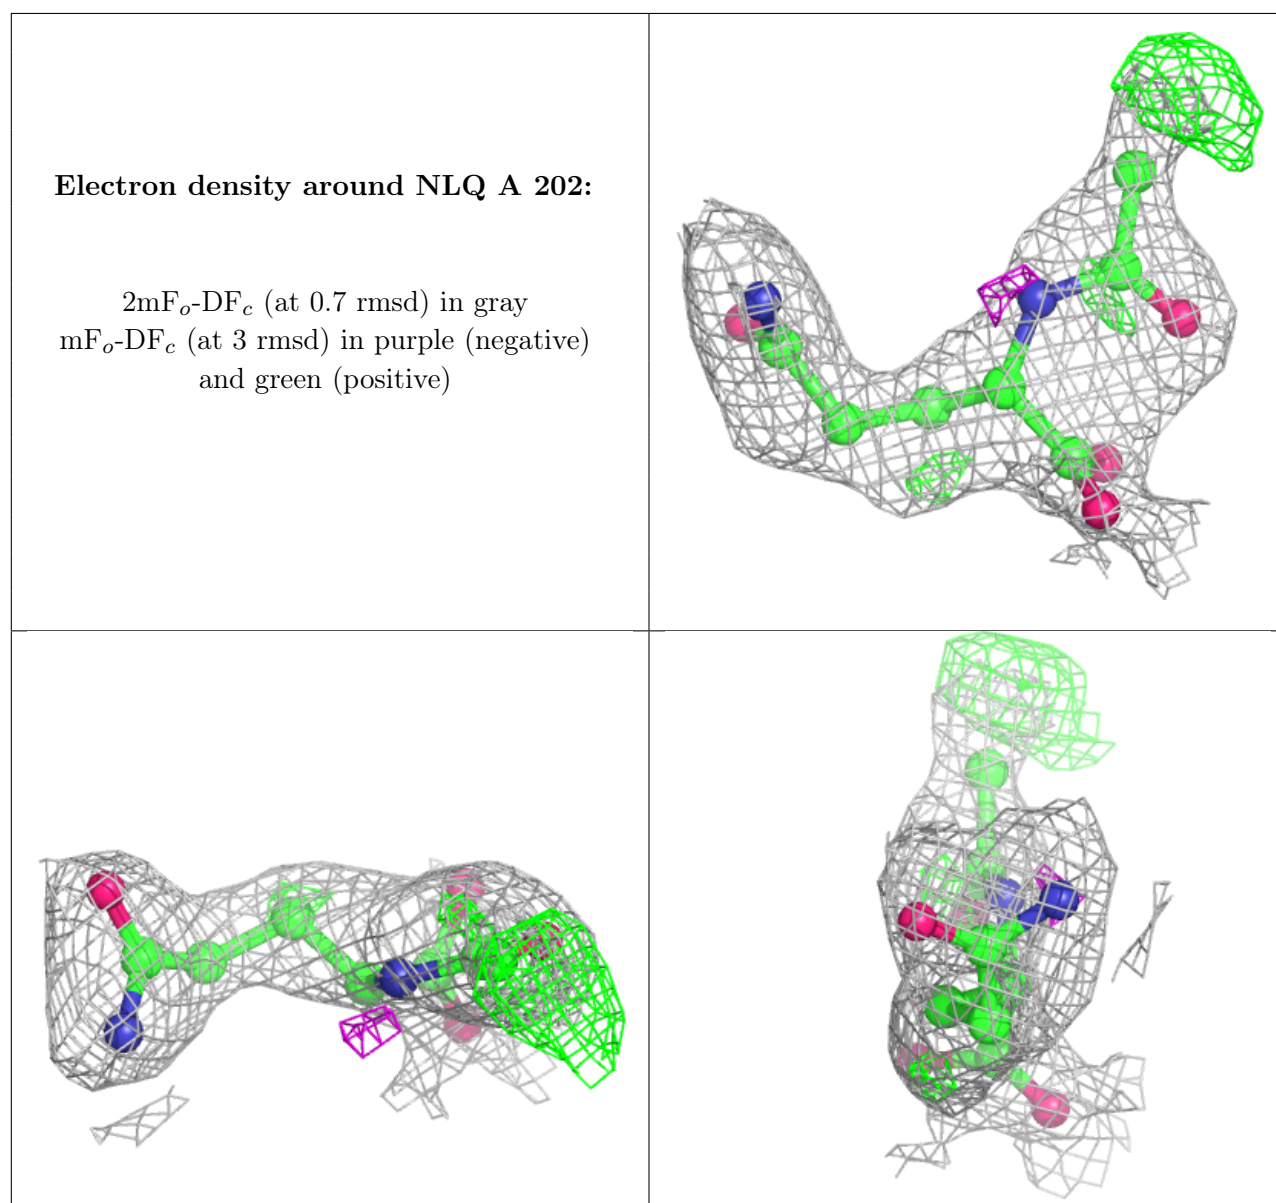 Electron density around NLQ A 202:
2mFo-DFc (at 0.7 rmsd) in gray
mFo-DFc (at 3 rmsd) in purple (negative)
and green (positive)